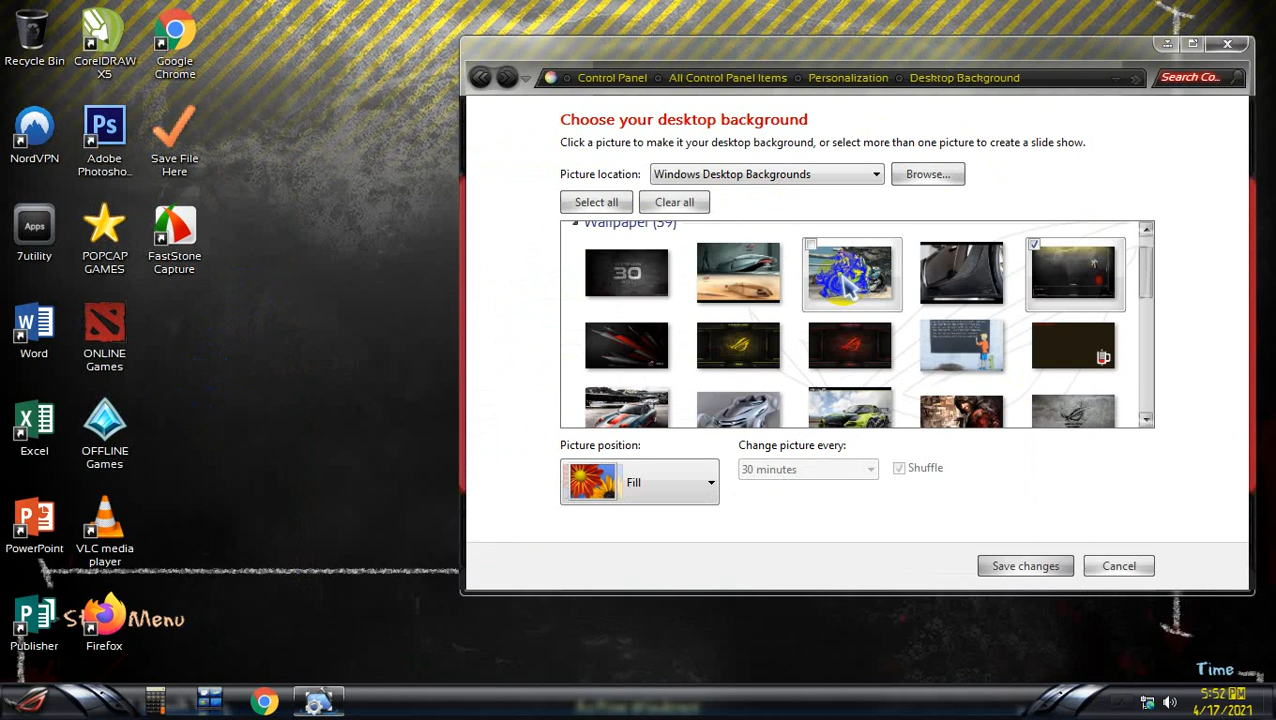 Recycle Bin
CorelDRAW X5
Google Chrome
NordVPN
Ps
Adobe Photosho...
Save File Here
Apps
7utility
POPCAP GAMES
FastStone Capture
Word
ONLINE Games
Excel
OFFLINE Games
PowerPoint
VLC media player
Publisher
Firefox
Menu
Control Panel
All Control Panel Items
Personalization
Desktop Background
Search Co...
Choose your desktop background
Click a picture to make it your desktop background, or select more than one picture to create a slide show.
Picture location:
Windows Desktop Backgrounds
Browse...
Select all
Clear all
Wallpaper (39)
30
Picture position:
Change picture every:
Fill
30 minutes
Shuffle
Save changes
Cancel
Time
5:52 PM
4/17/2021